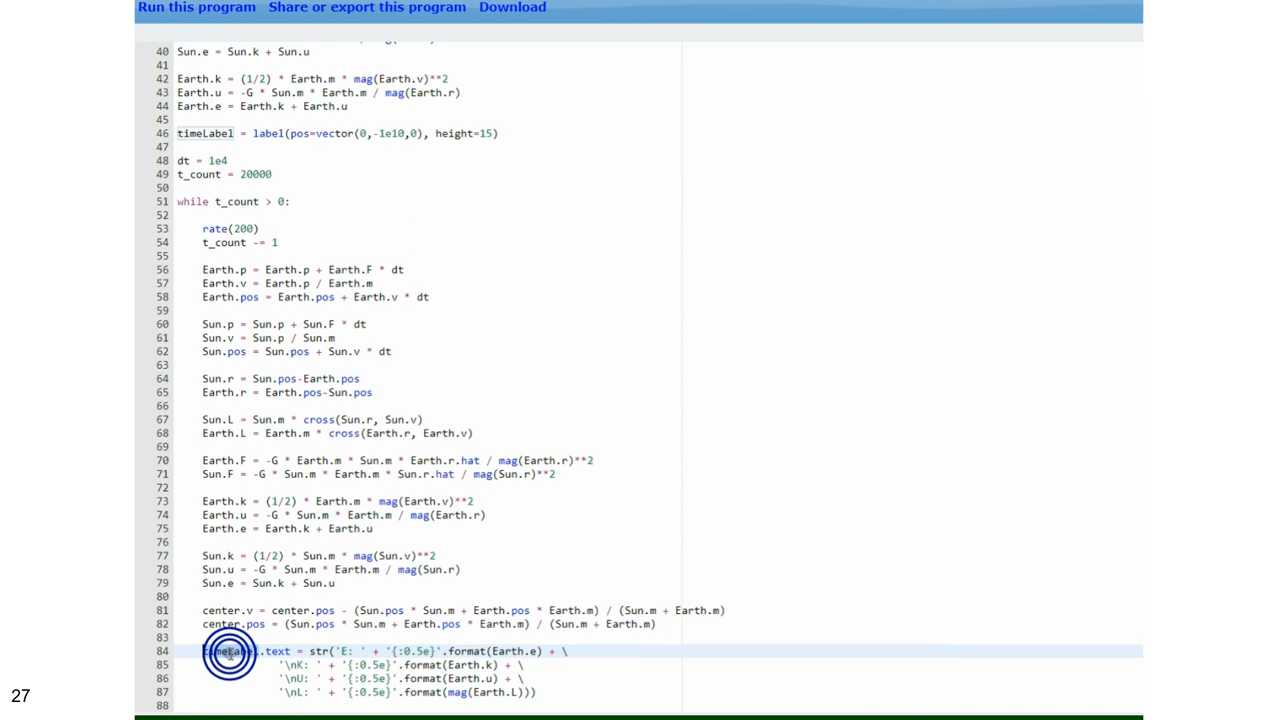 Run this program Share or export this program Download
40 Sun.e = Sun.k + Sun.u
41
42 Earth.k = (1/2) * Earth.m * mag(Earth.v)**2
43 Earth.u = -G * Sun.m * Earth.m / mag(Earth.r)
44 Earth.e = Earth.k + Earth.u
45
46 timeLabel = label(pos=vector(0,-1e10,0), height=15)
47
48 dt = 1e4
49 t_count = 20000
50
51 while t_count > 0:
52
53 rate(200)
54 t_count -= 1
55
56 Earth.p = Earth.p + Earth.F * dt
57 Earth.v = Earth.p / Earth.m
58 Earth.pos = Earth.pos + Earth.v * dt
59
60 Sun.p = Sun.p + Sun.F * dt
61 Sun.v = Sun.p / Sun.m
62 Sun.pos = Sun.pos + Sun.v * dt
63
64 Sun.r = Sun.pos-Earth.pos
65 Earth.r = Earth.pos-Sun.pos
66
67 Sun.L = Sun.m * cross(Sun.r, Sun.v)
68 Earth.L = Earth.m * cross(Earth.r, Earth.v)
69
70 Earth.F = -G * Earth.m * Sun.m * Earth.r.hat / mag(Earth.r)**2
71 Sun.F = -G * Sun.m * Earth.m * Sun.r.hat / mag(Sun.r)**2
72
73 Earth.k = (1/2) * Earth.m * mag(Earth.v)**2
74 Earth.u = -G * Sun.m * Earth.m / mag(Earth.r)
75 Earth.e = Earth.k + Earth.u
76
77 Sun.k = (1/2) * Sun.m * mag(Sun.v)**2
78 Sun.u = -G * Sun.m * Earth.m / mag(Sun.r)
79 Sun.e = Sun.k + Sun.u
80
81 center.v = center.pos - (Sun.pos * Sun.m + Earth.pos * Earth.m) / (Sun.m + Earth.m)
82 center.pos = (Sun.pos * Sun.m + Earth.pos * Earth.m) / (Sun.m + Earth.m)
83
84 timeLabel.text = str('E: ' + '{:0.5e}'.format(Earth.e) + \
85 '\nK: ' + '{:0.5e}'.format(Earth.k) + \
86 '\nU: ' + '{:0.5e}'.format(Earth.u) + \
87 '\nL: ' + '{:0.5e}'.format(mag(Earth.L)))
88
27